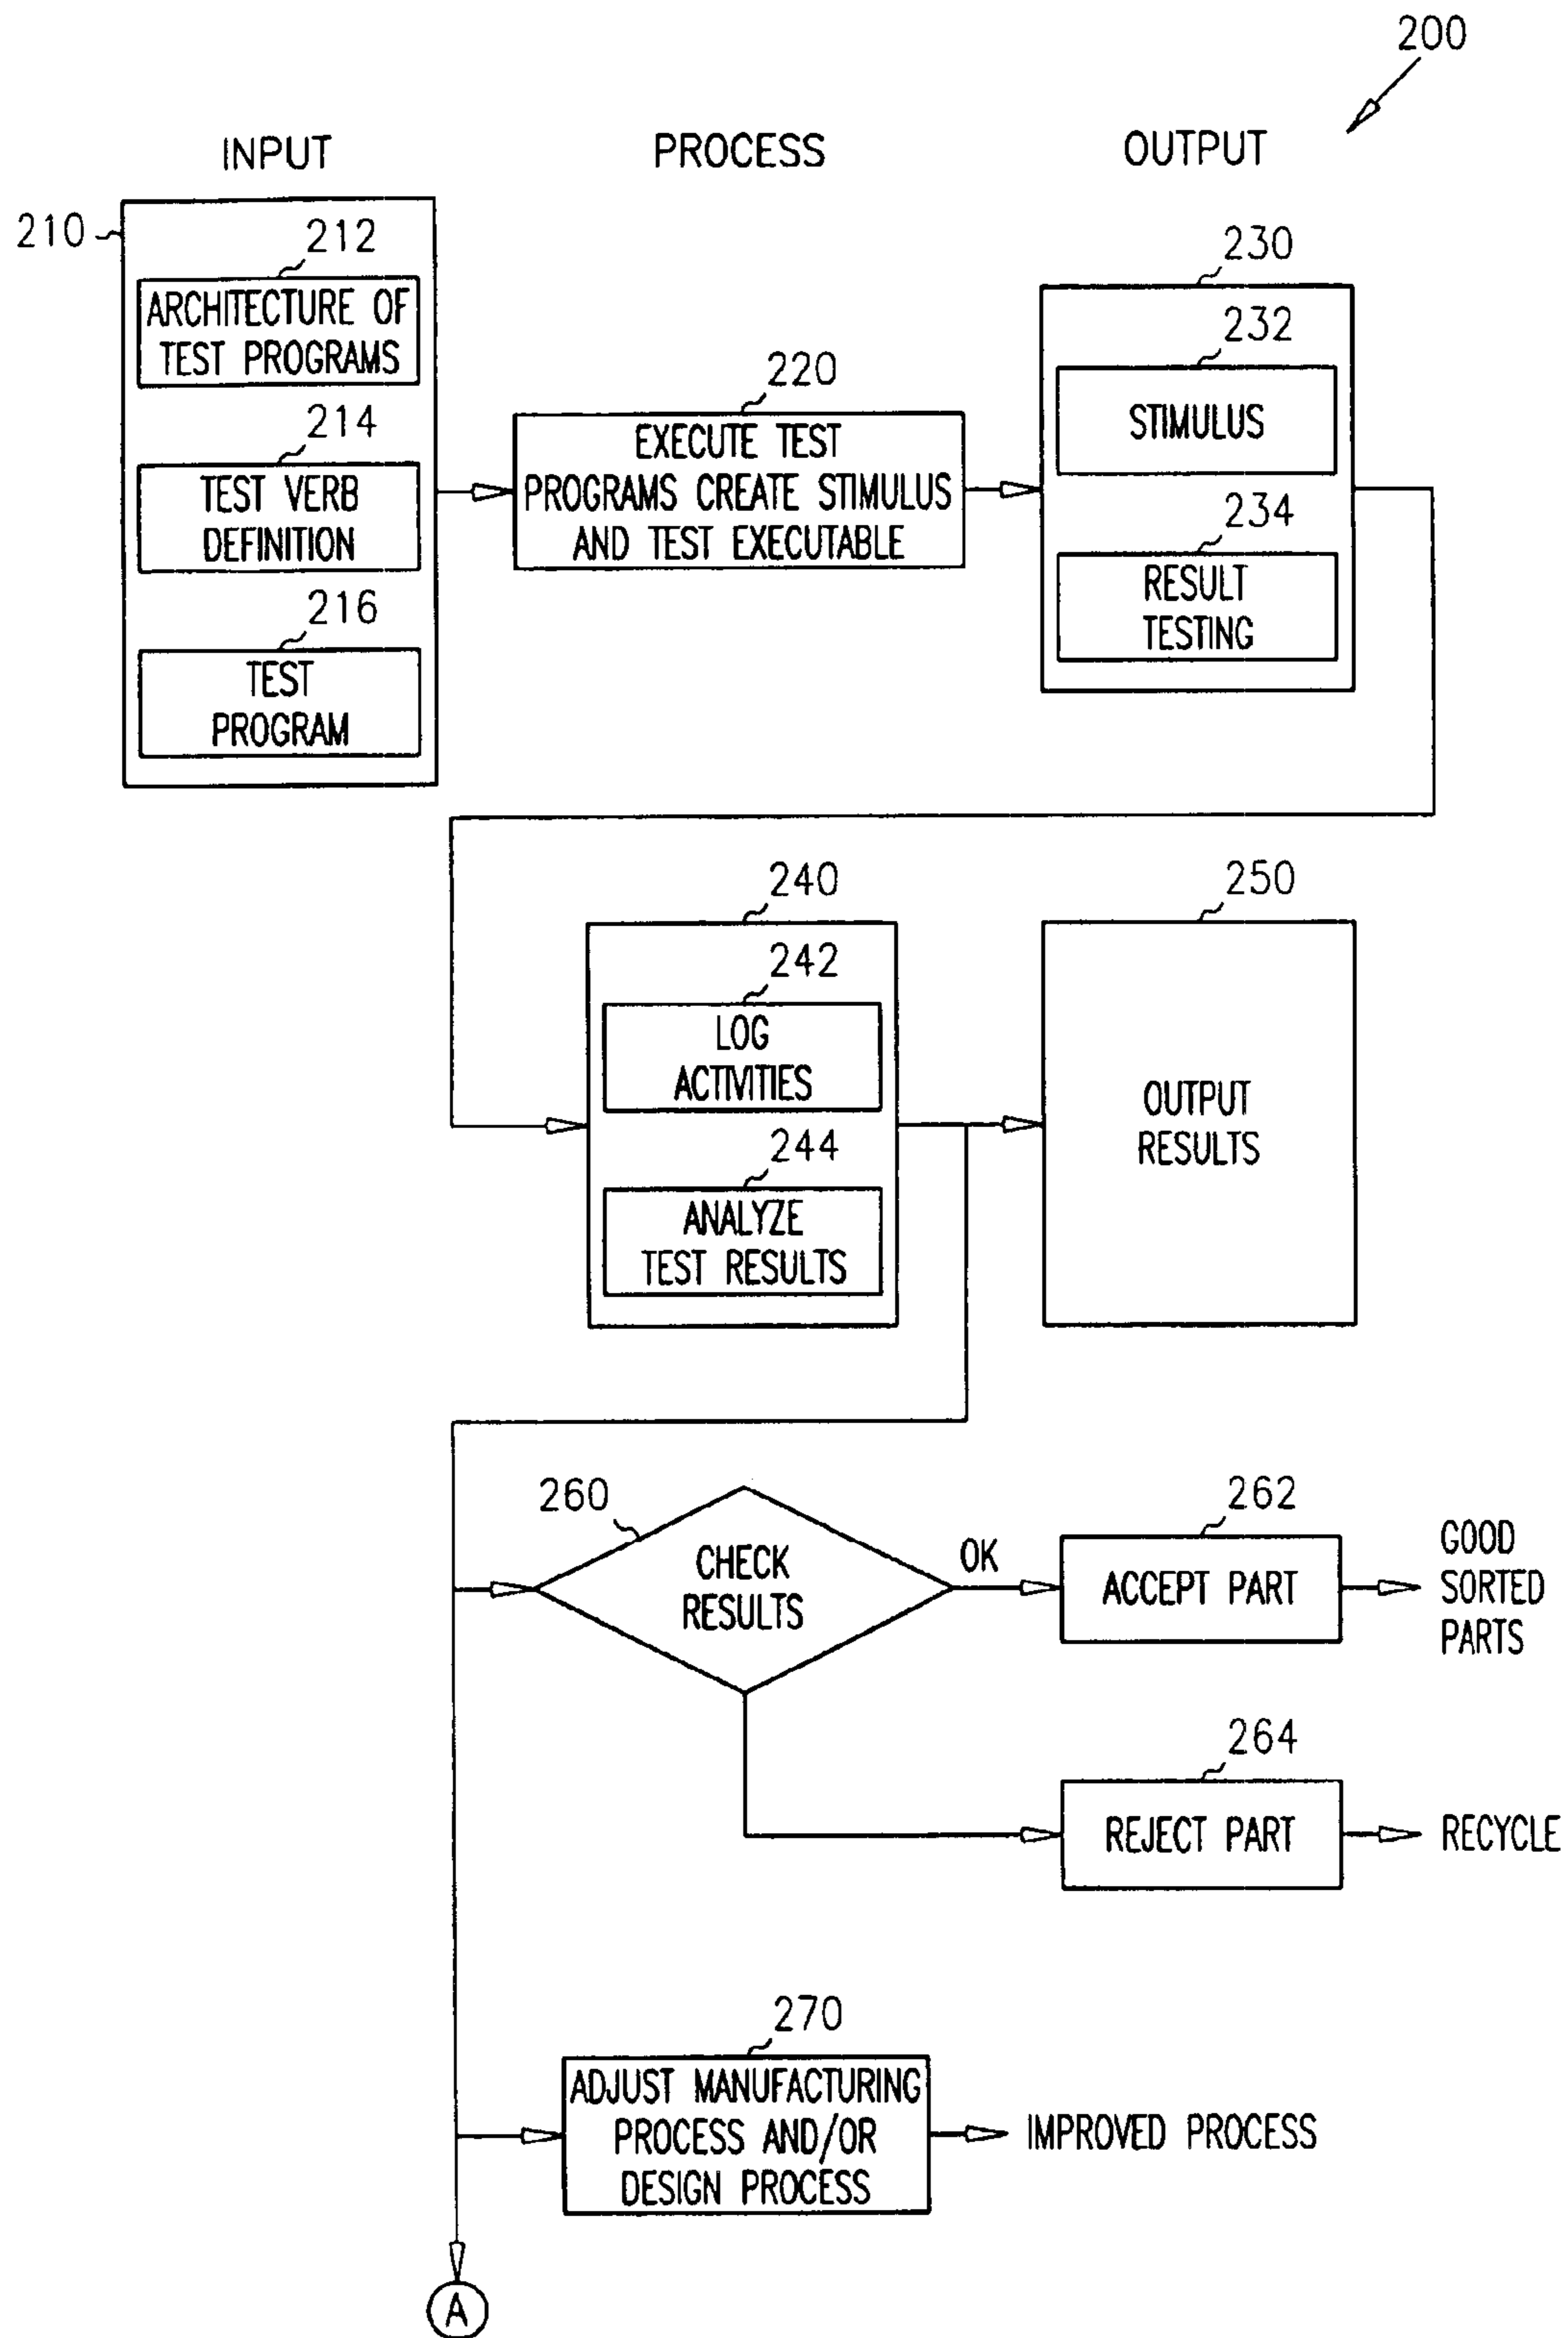 200
INPUT
PROCESS
OUTPUT
210
212
ARCHITECTURE OF
TEST PROGRAMS
214
TEST VERB
DEFINITION
216
TEST
PROGRAM
220
EXECUTE TEST
PROGRAMS CREATE STIMULUS
AND TEST EXECUTABLE
230
232
STIMULUS
234
RESULT
TESTING
240
242
LOG
ACTIVITIES
244
ANALYZE
TEST RESULTS
250
OUTPUT
RESULTS
260
CHECK
RESULTS
OK
262
ACCEPT PART
GOOD
SORTED
PARTS
264
REJECT PART
RECYCLE
270
ADJUST MANUFACTURING
PROCESS AND/OR
DESIGN PROCESS
IMPROVED PROCESS
A